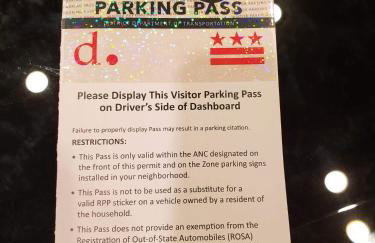 PARKING PASS
DISTRICT DEPARTMENT OF TRANSPORTATION
d.
Please Display This Visitor Parking Pass
on Driver's Side of Dashboard
Failure to properly display Pass may result in a parking citation.
RESTRICTIONS:
• This Pass is only valid within the ANC designated on
the front of this permit and on the Zone parking signs
installed in your neighborhood.
• This Pass is not to be used as a substitute for a
valid RPP sticker on a vehicle owned by a resident of
the household.
• This Pass does not provide an exemption from the
Registration of Out-of-State Automobiles (ROSA)